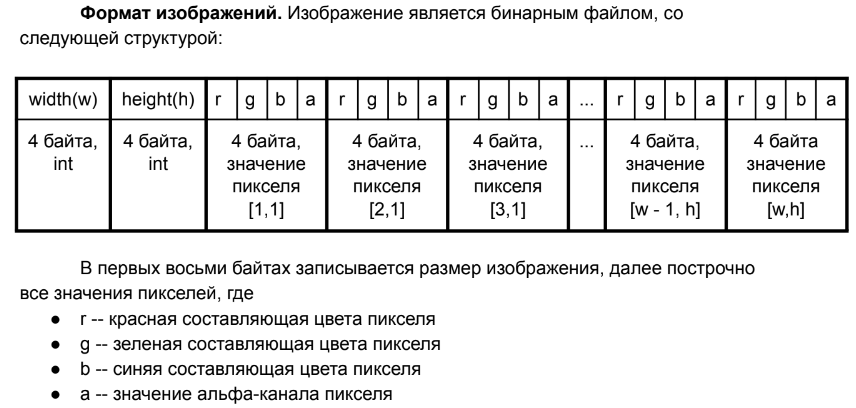 Формат изображений. Изображение является бинарным файлом, со
следующей структурой:
width(w) height(h) r g b a r g b a r g b a ... r g b a r g b a
4 байта, 4 байта, 4 байта, 4 байта, 4 байта, ... 4 байта, 4 байта
int int значение значение значение значение значение
пикселя пикселя пикселя пикселя пикселя
[1,1] [2,1] [3,1] [w - 1, h] [w,h]
В первых восьми байтах записывается размер изображения, далее построчно
все значения пикселей, где
● r -- красная составляющая цвета пикселя
● g -- зеленая составляющая цвета пикселя
● b -- синяя составляющая цвета пикселя
● a -- значение альфа-канала пикселя